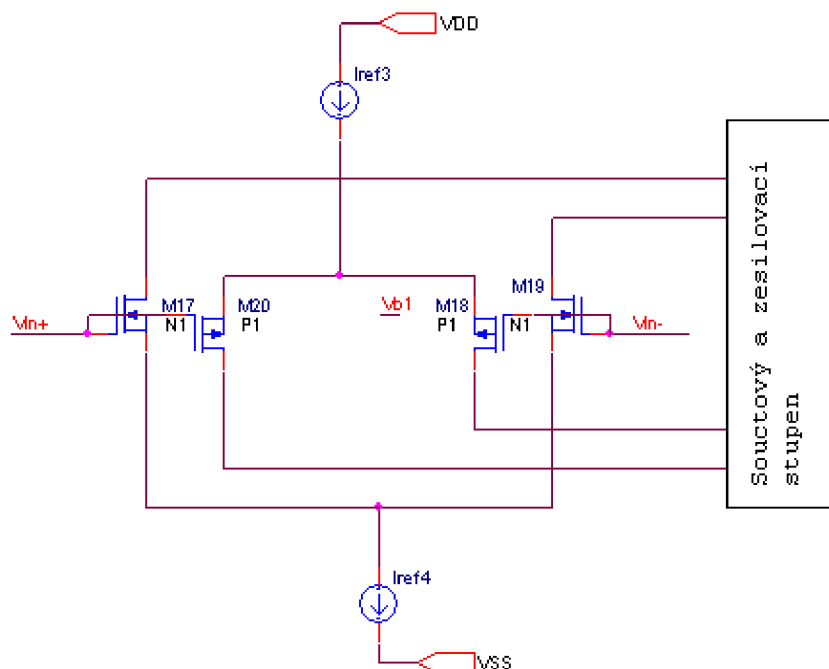 VDD
Iref3
M17
N1
M20
P1
Vb1
M18
P1
M19
N1
Vin+
Vin-
Iref4
VSS
Souctový a zesilovací
stupen